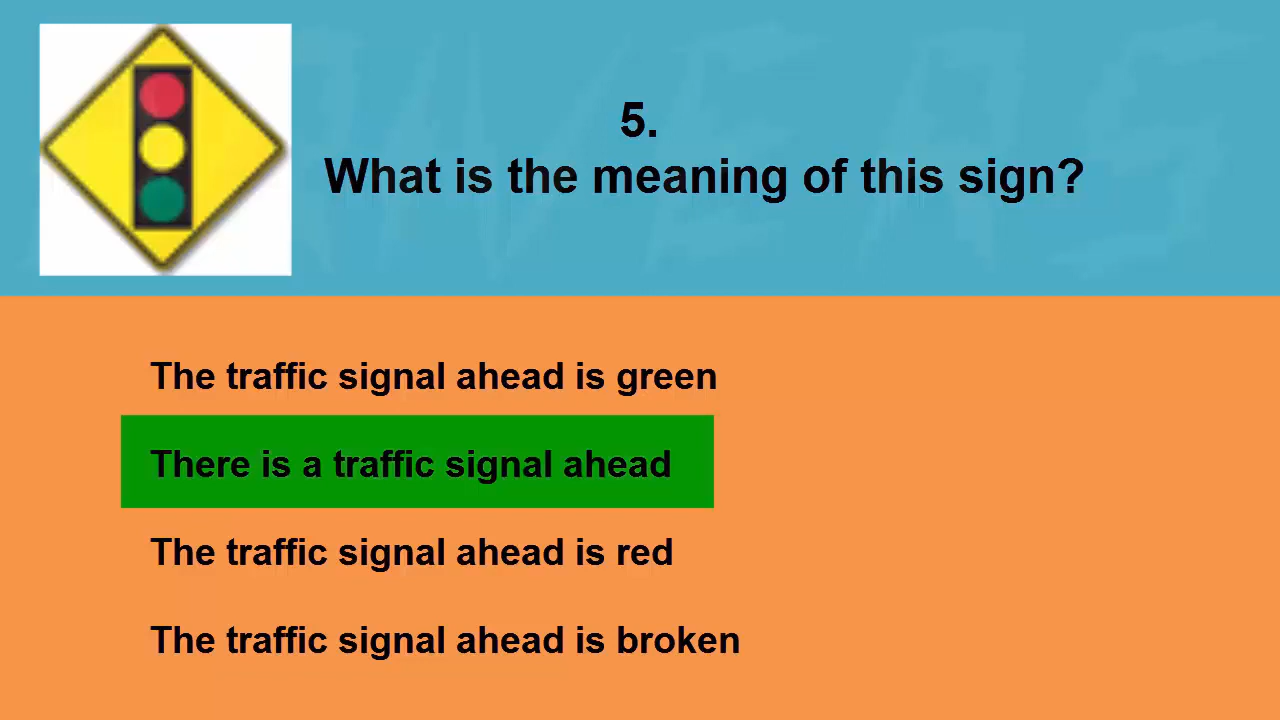 5.
What is the meaning of this sign?
The traffic signal ahead is green
There is a traffic signal ahead
The traffic signal ahead is red
The traffic signal ahead is broken